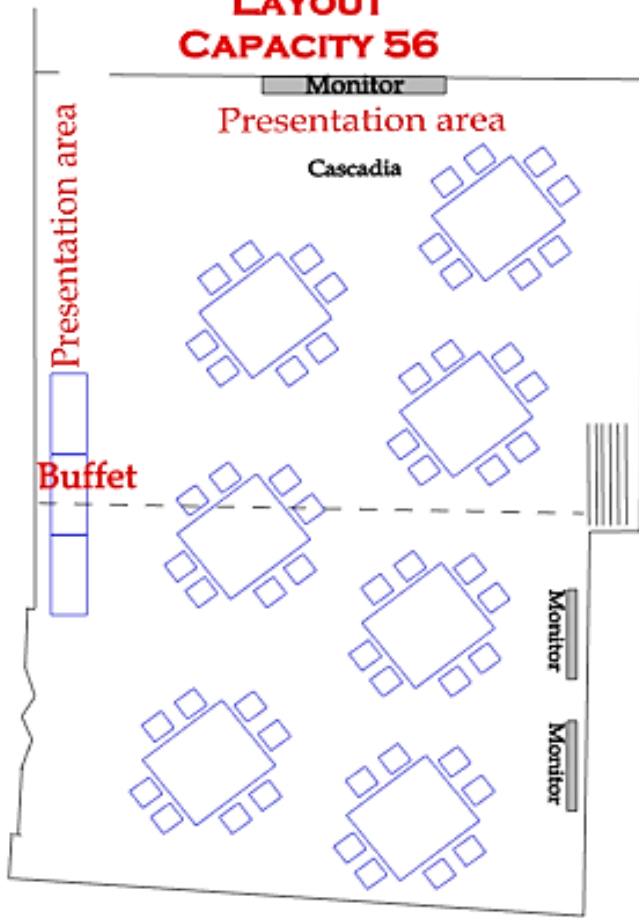 LAYOUT
CAPACITY 56
Monitor
Presentation area
Cascadia
Presentation area
Buffet
Monitor
Monitor